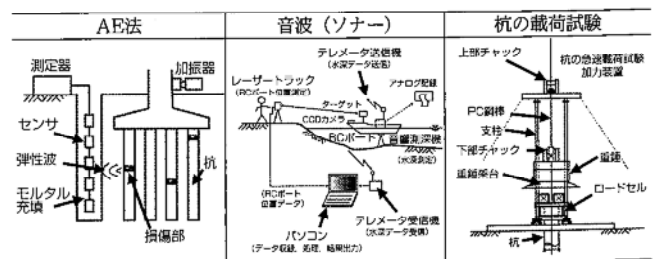 AE法
音波（ソナー）
杭の載荷試験
測定器
加振器
センサ
弾性波
モルタル
充填
杭
損傷部
テレメータ送信機
(水深データ送信)
レーザートラック
(RCボート位置測定)
アナログ記録
ターゲット
CCDカメラ
RCボート
音響測深機
(水深測定)
(RCボート
位置データ)
パソコン
(データ収録、処理、結果出力)
テレメータ受信機
(水深データ受信)
上部チャック
杭の急速載荷試験
加力装置
PC鋼棒
支柱
下部チャック
重錘
重錘架台
ロードセル
杭